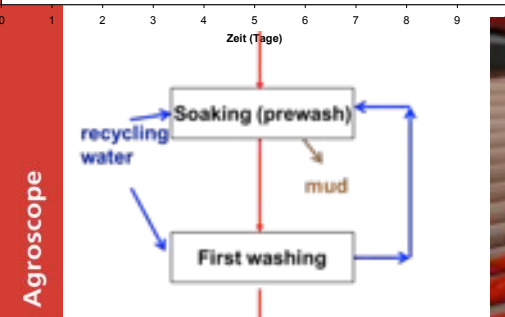 0 1 2 3 4 5 6 7 8 9
Zeit (Tage)
Soaking (prewash)
recycling
water
mud
First washing
Agroscope